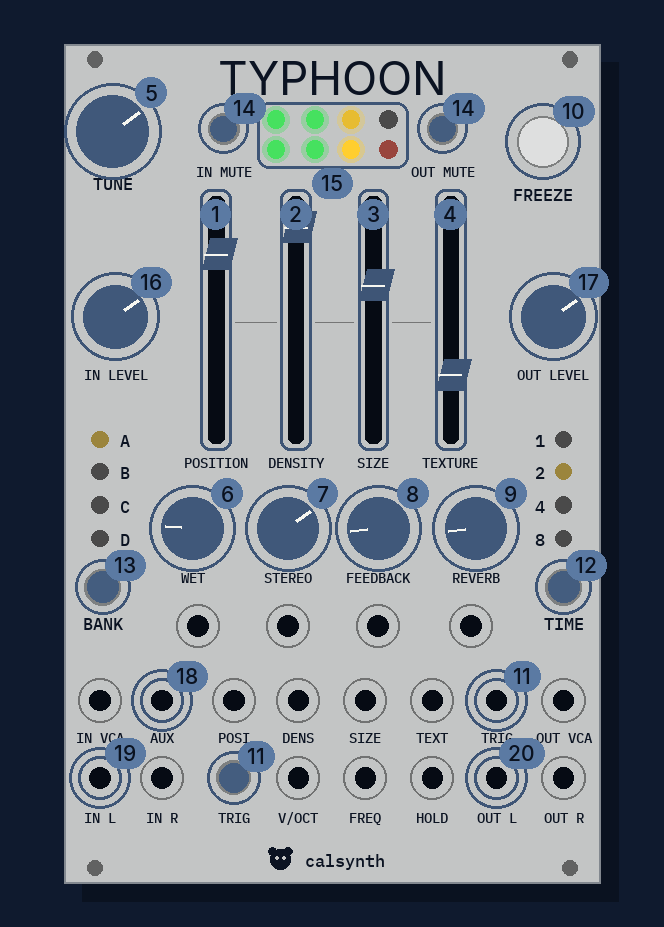 TYPHOON
5 14 14 10
TUNE IN MUTE OUT MUTE FREEZE
15
1 2 3 4
16 17
IN LEVEL OUT LEVEL
A 1
B 2
C 4
D 8
POSITION DENSITY SIZE TEXTURE
6 7 8 9
13 12
WET STEREO FEEDBACK REVERB
BANK TIME
18 11
IN VCA AUX POSI DENS SIZE TEXT TRIG OUT VCA
19 11 20
IN L IN R TRIG V/OCT FREQ HOLD OUT L OUT R
calsynth